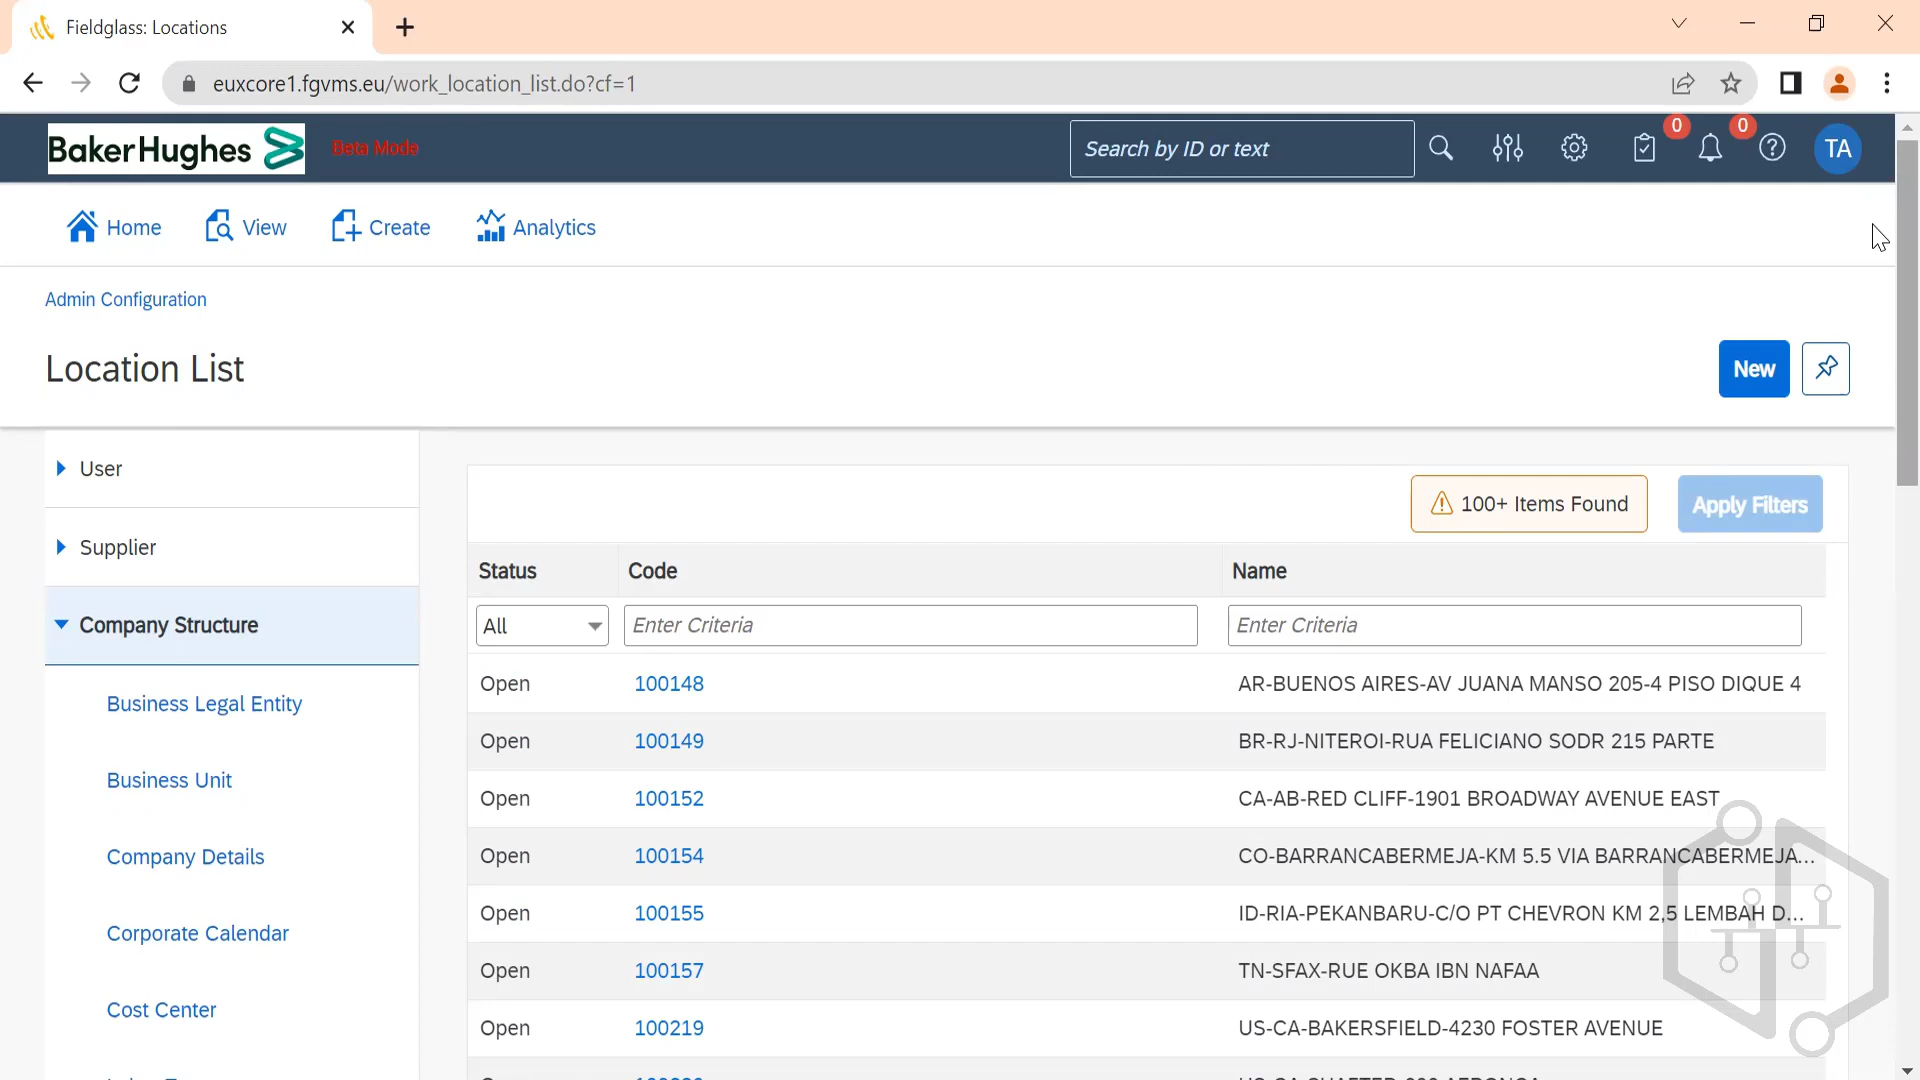 Fieldglass: Locations
euxcore1.fgvms.eu/work_location_list.do?cf=1
Baker Hughes
Beta Mode
Search by ID or text
0
0
TA
Home
View
Create
Analytics
Admin Configuration
Location List
New
User
Supplier
Company Structure
Business Legal Entity
Business Unit
Company Details
Corporate Calendar
Cost Center
100+ Items Found
Apply Filters
Status Code Name
All Enter Criteria Enter Criteria
Open 100148 AR-BUENOS AIRES-AV JUANA MANSO 205-4 PISO DIQUE 4
Open 100149 BR-RJ-NITEROI-RUA FELICIANO SODR 215 PARTE
Open 100152 CA-AB-RED CLIFF-1901 BROADWAY AVENUE EAST
Open 100154 CO-BARRANCABERMEJA-KM 5.5 VIA BARRANCABERMEJA...
Open 100155 ID-RIA-PEKANBARU-C/O PT CHEVRON KM 2,5 LEMBAH D...
Open 100157 TN-SFAX-RUE OKBA IBN NAFAA
Open 100219 US-CA-BAKERSFIELD-4230 FOSTER AVENUE